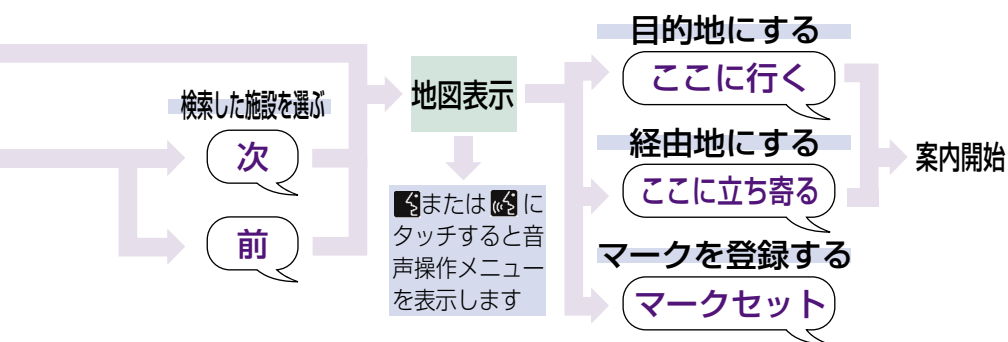 検索した施設を選ぶ
次
前
地図表示
または に
タッチすると音
声操作メニュー
を表示します
目的地にする
ここに行く
経由地にする
ここに立ち寄る
マークを登録する
マークセット
案内開始